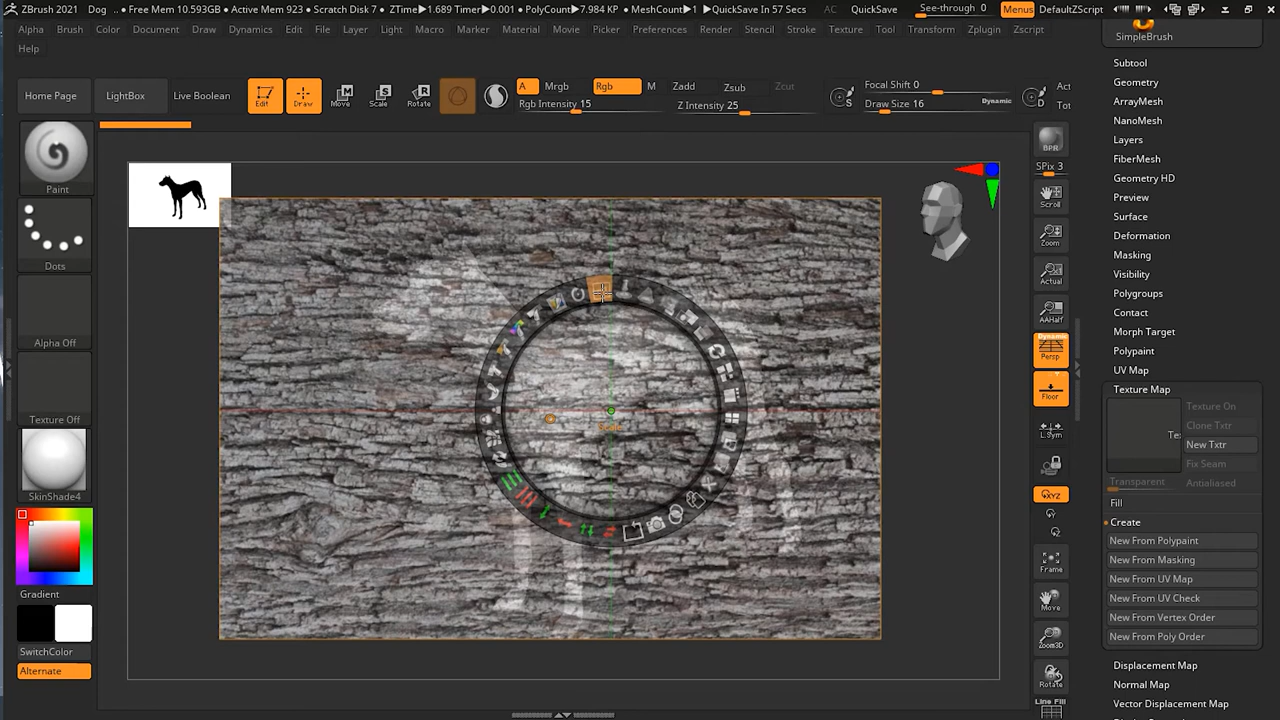 ZBrush 2021 Dog .. ● Free Mem 10.593GB ● Active Mem 923 ● Scratch Disk 7 ● ZTime▶1.689 Timer▶0.001 ● PolyCount▶7.984 KP ● MeshCount▶1 ▶QuickSave In 57 Secs AC QuickSave See-through 0 Menus DefaultZScript
Alpha Brush Color Document Draw Dynamics Edit File Layer Light Macro Marker Material Movie Picker Preferences Render Stencil Stroke Texture Tool Transform Zplugin Zscript
Help
Home Page LightBox Live Boolean Edit Draw Move Scale Rotate
A Mrgb Rgb M Zadd Zsub Zcut
Rgb Intensity 15 Z Intensity 25
Focal Shift 0
Draw Size 16 Dynamic
S
D
Act
Tot
Paint
Dots
Alpha Off
Texture Off
SkinShade4
Gradient
SwitchColor
Alternate
Scale
BPR
SPix 3
Scroll
Zoom
Actual
AAHalf
Dynamic
Persp
Floor
L.Sym
XYZ
Frame
Move
Zoom3D
Rotate
Line Fill
SimpleBrush
Subtool
Geometry
ArrayMesh
NanoMesh
Layers
FiberMesh
Geometry HD
Preview
Surface
Deformation
Masking
Visibility
Polygroups
Contact
Morph Target
Polypaint
UV Map
Texture Map
Texture On
Clone Txtr
New Txtr
Fix Seam
Transparent Antialiased
Fill
Create
New From Polypaint
New From Masking
New From UV Map
New From UV Check
New From Vertex Order
New From Poly Order
Displacement Map
Normal Map
Vector Displacement Map